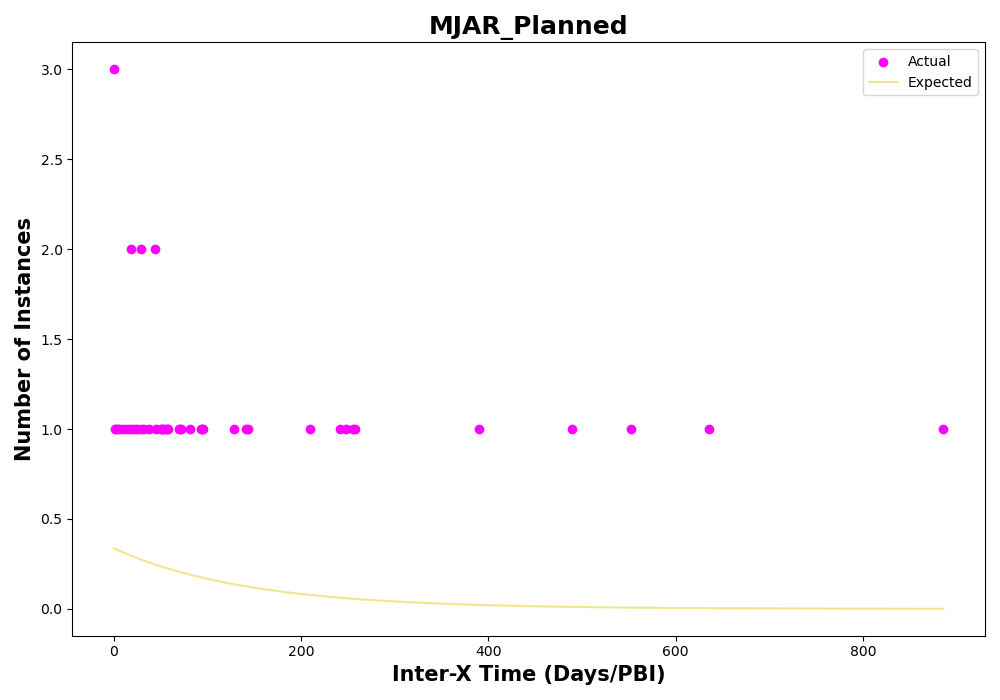 MJAR_Planned
Actual
Expected
Number of Instances
3.0
2.5
2.0
1.5
1.0
0.5
0.0
0 200 400 600 800
Inter-X Time (Days/PBI)